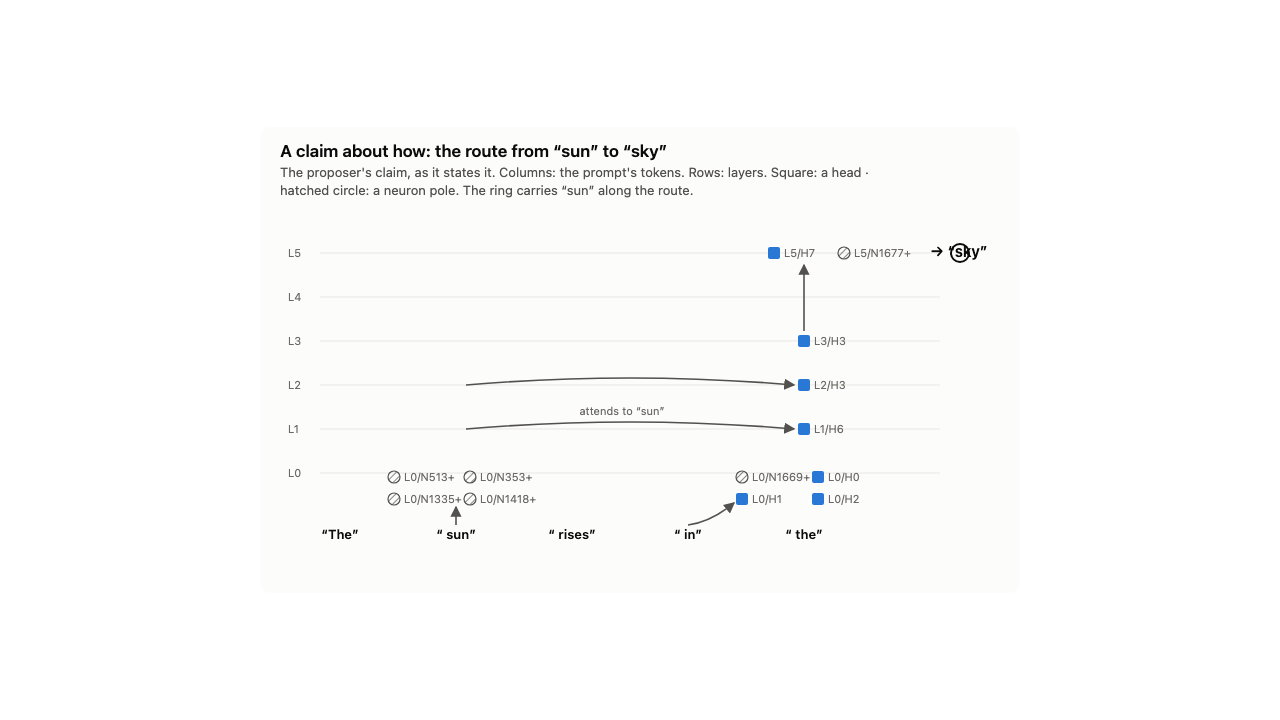 A claim about how: the route from “sun” to “sky”
The proposer's claim, as it states it. Columns: the prompt's tokens. Rows: layers. Square: a head ·
hatched circle: a neuron pole. The ring carries “sun” along the route.
L5 L5/H7 L5/N1677+ → “sky”
L4
L3 L3/H3
L2 L2/H3
attends to “sun”
L1 L1/H6
L0 L0/N513+ L0/N353+ L0/N1669+ L0/H0
L0/N1335+ L0/N1418+ L0/H1 L0/H2
“The” “ sun” “ rises” “ in” “ the”